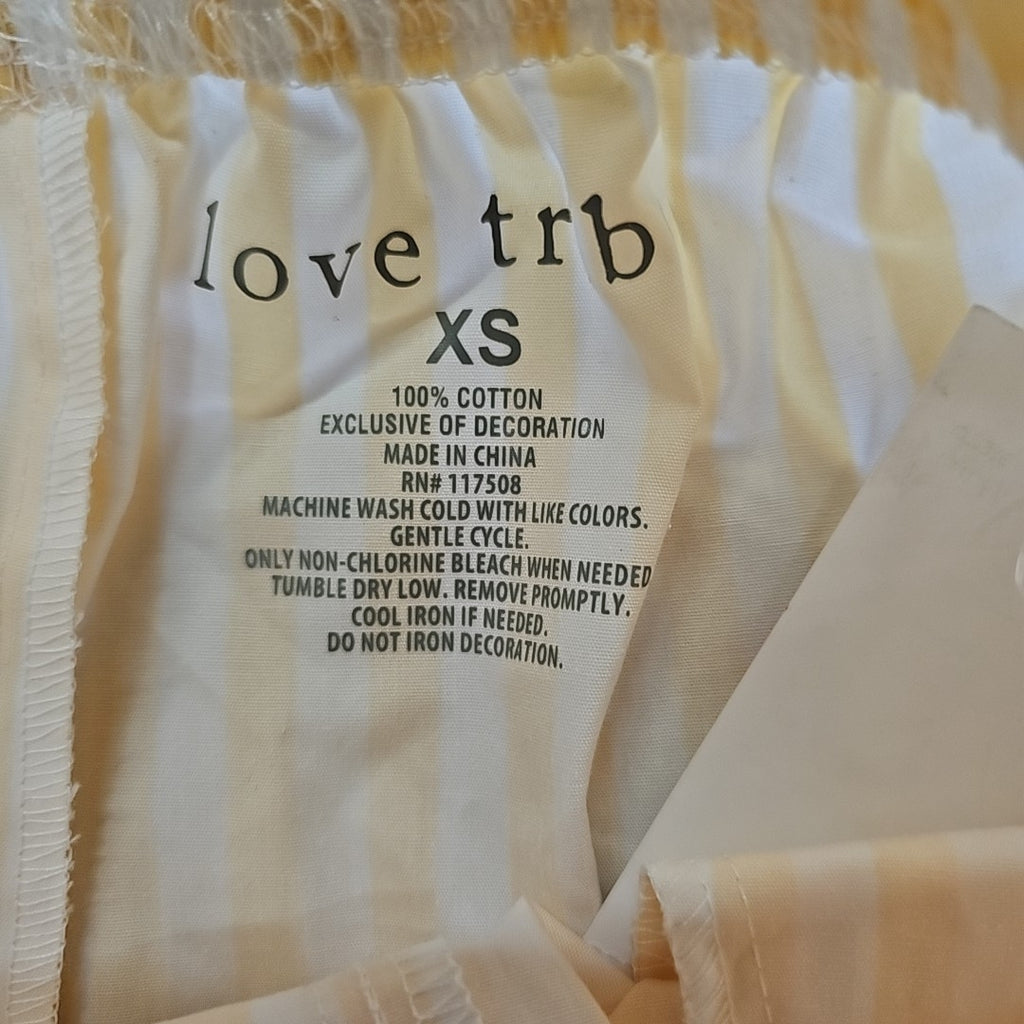 love trb
XS
100% COTTON
EXCLUSIVE OF DECORATION
MADE IN CHINA
RN# 117508
MACHINE WASH COLD WITH LIKE COLORS.
GENTLE CYCLE.
ONLY NON-CHLORINE BLEACH WHEN NEEDED
TUMBLE DRY LOW. REMOVE PROMPTLY.
COOL IRON IF NEEDED.
DO NOT IRON DECORATION.